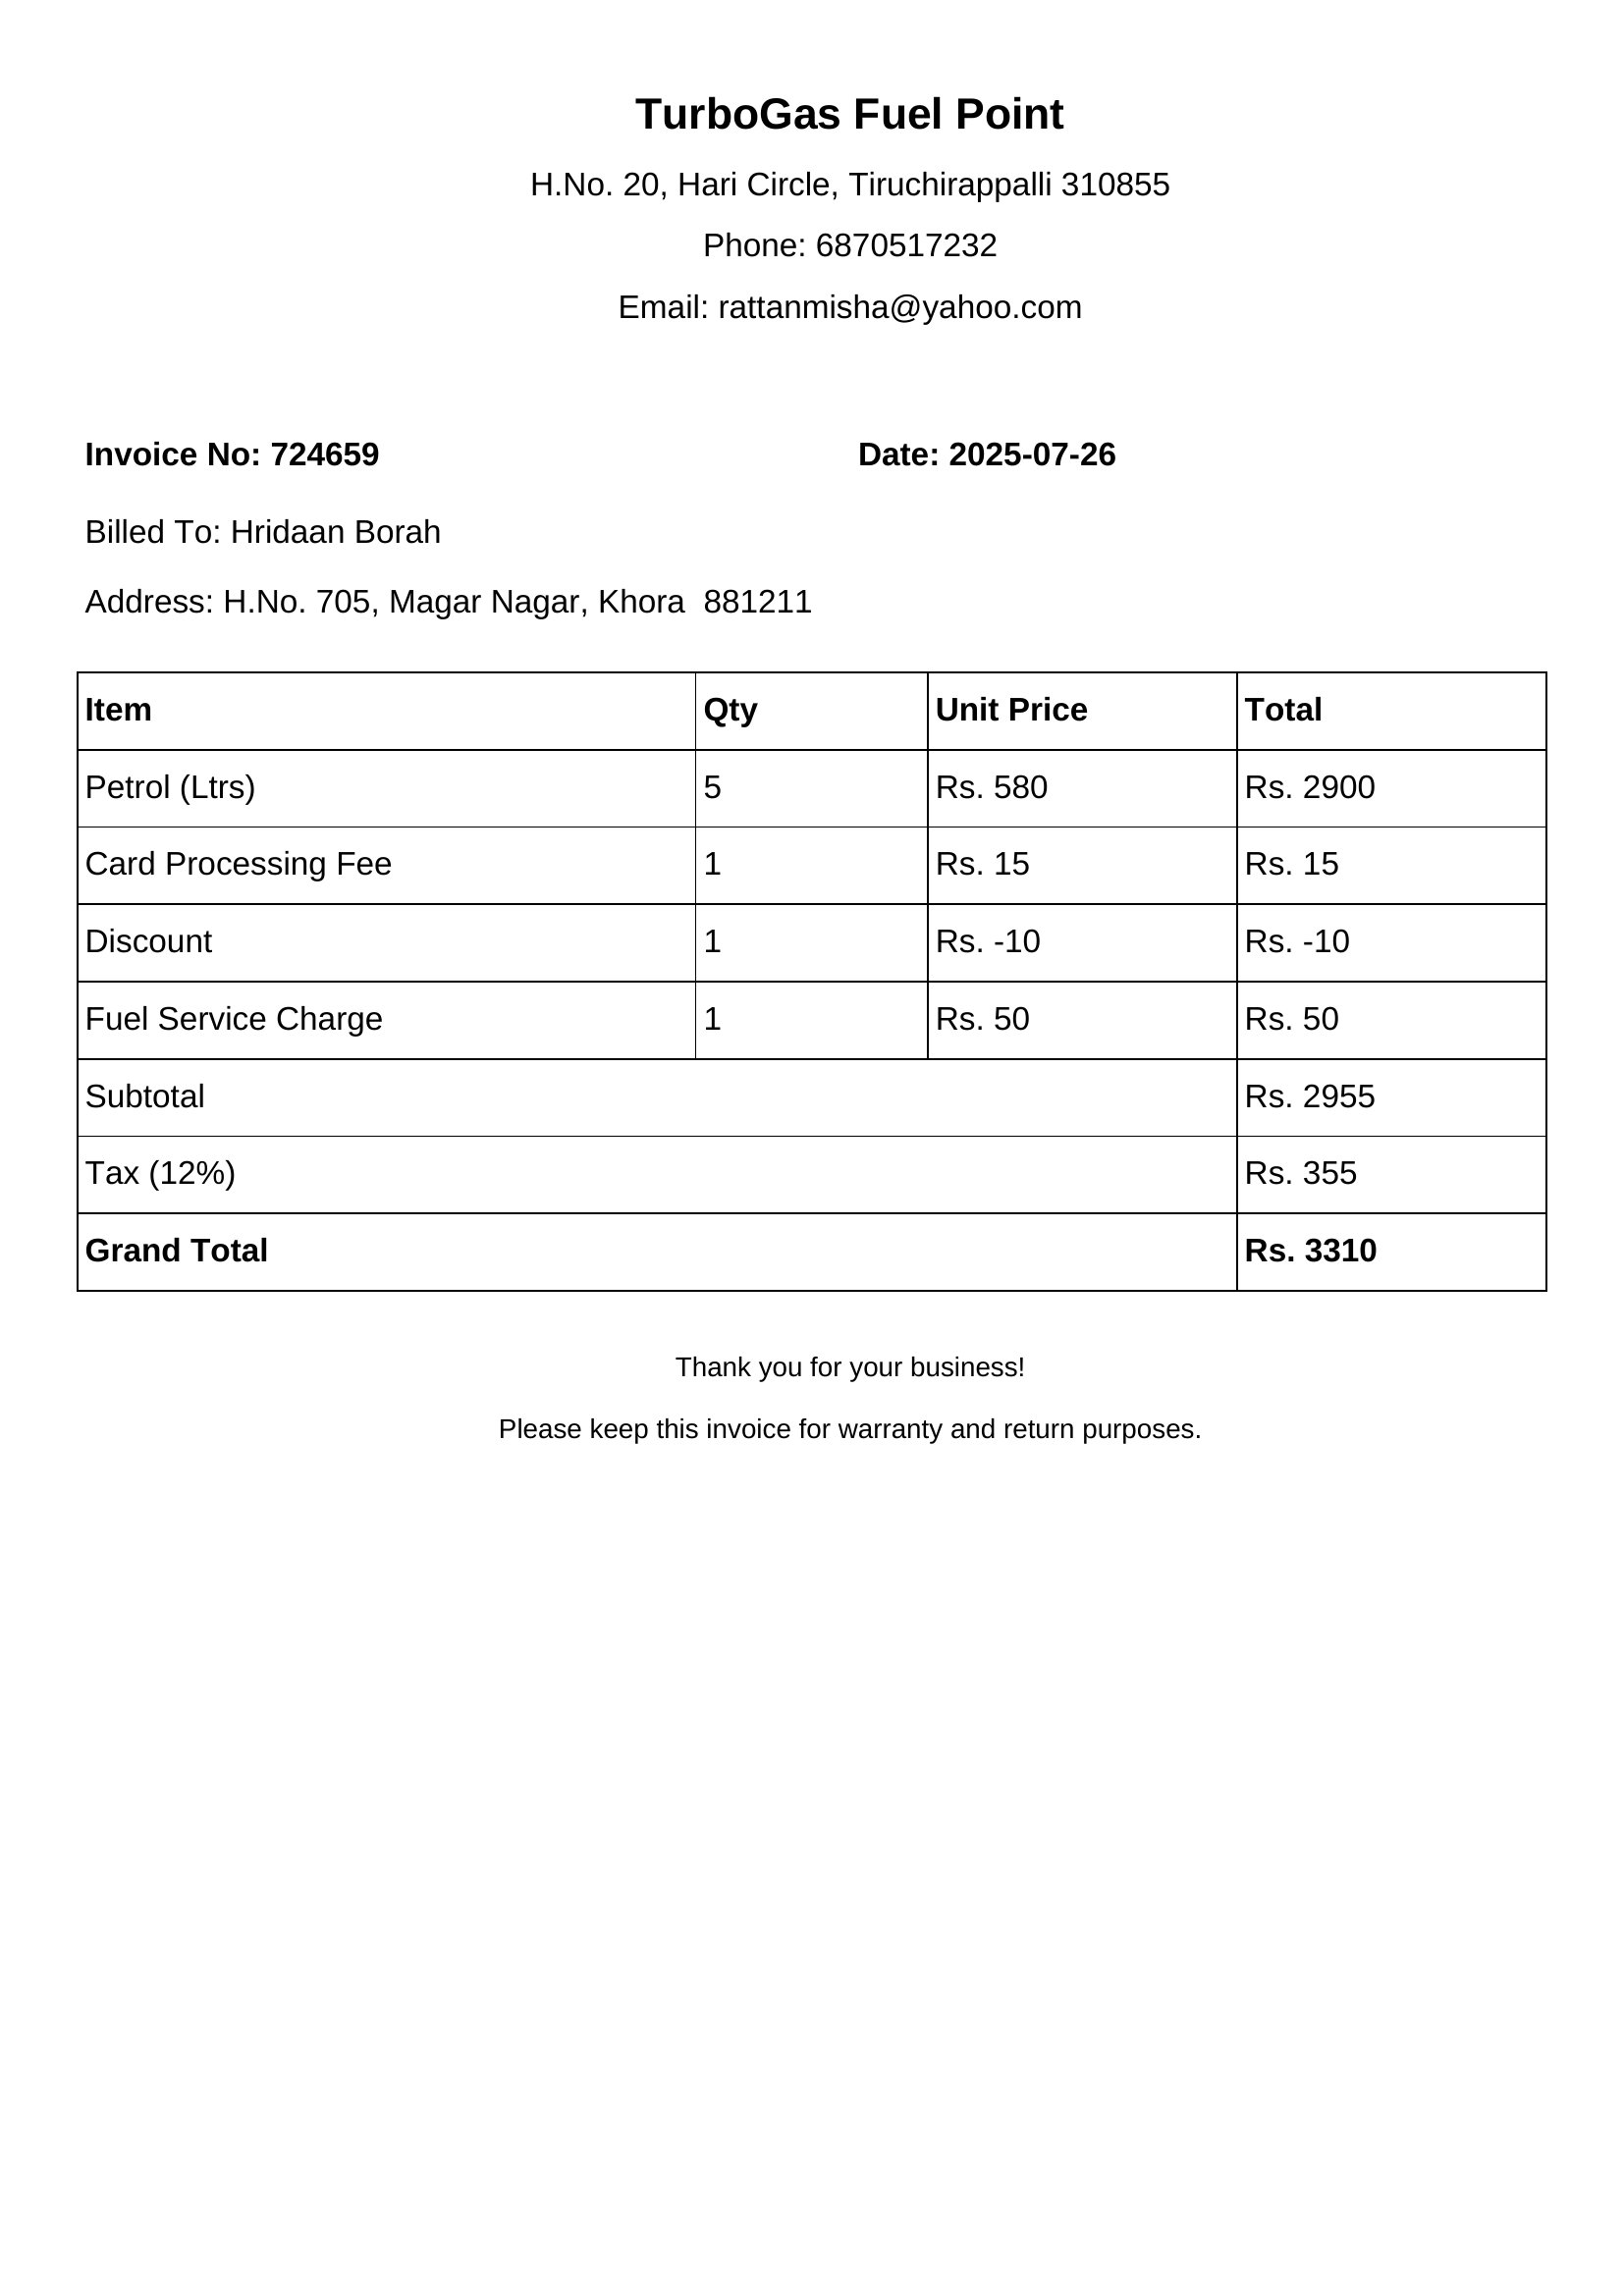 TurboGas Fuel Point
H.No. 20, Hari Circle, Tiruchirappalli 310855
Phone: 6870517232
Email: rattanmisha@yahoo.com
Invoice No: 724659 Date: 2025-07-26
Billed To: Hridaan Borah
Address: H.No. 705, Magar Nagar, Khora  881211
Item Qty Unit Price Total
Petrol (Ltrs) 5 Rs. 580 Rs. 2900
Card Processing Fee 1 Rs. 15 Rs. 15
Discount 1 Rs. -10 Rs. -10
Fuel Service Charge 1 Rs. 50 Rs. 50
Subtotal Rs. 2955
Tax (12%) Rs. 355
Grand Total Rs. 3310
Thank you for your business!
Please keep this invoice for warranty and return purposes.